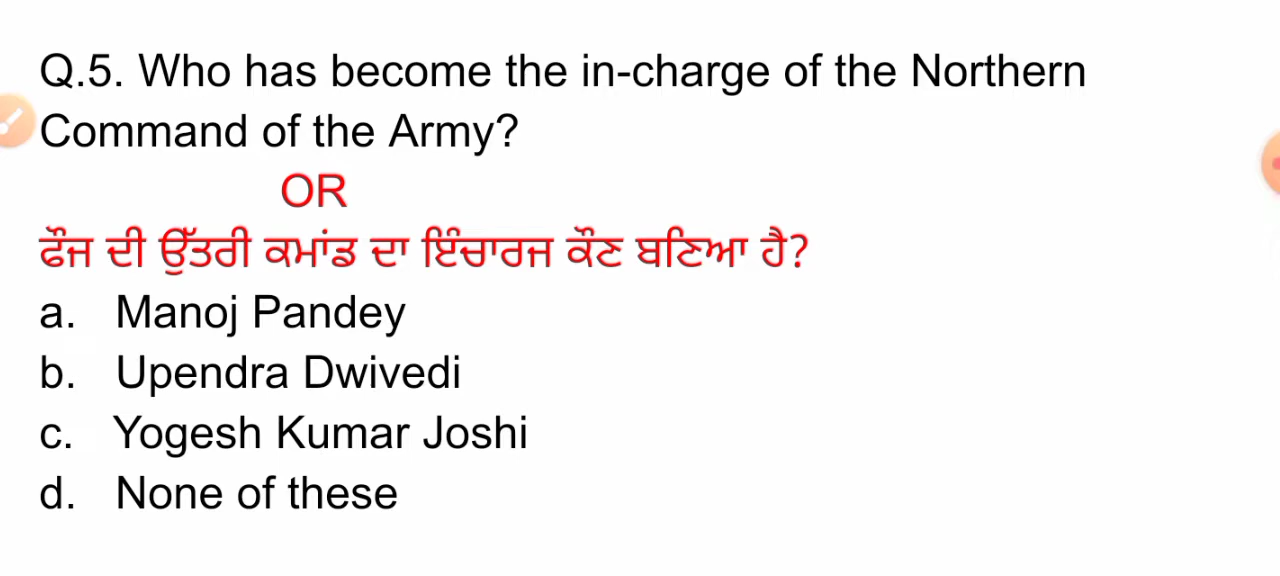 Q.5. Who has become the in-charge of the Northern
Command of the Army?
OR
ਫੌਜ ਦੀ ਉੱਤਰੀ ਕਮਾਂਡ ਦਾ ਇੰਚਾਰਜ ਕੌਣ ਬਣਿਆ ਹੈ?
a. Manoj Pandey
b. Upendra Dwivedi
c. Yogesh Kumar Joshi
d. None of these